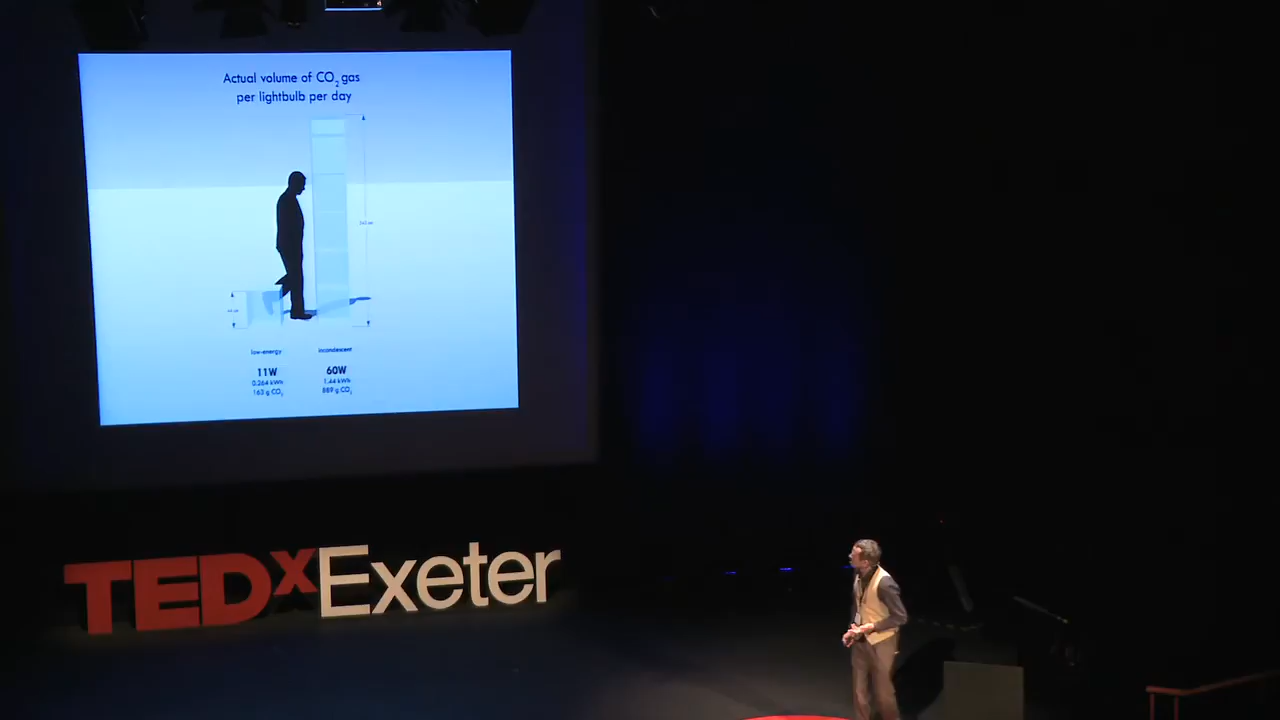 Actual volume of CO2 gas
per lightbulb per day
low-energy
incandescent
11W
60W
0.264 kWh
1.44 kWh
163 g CO2
889 g CO2
TEDxExeter